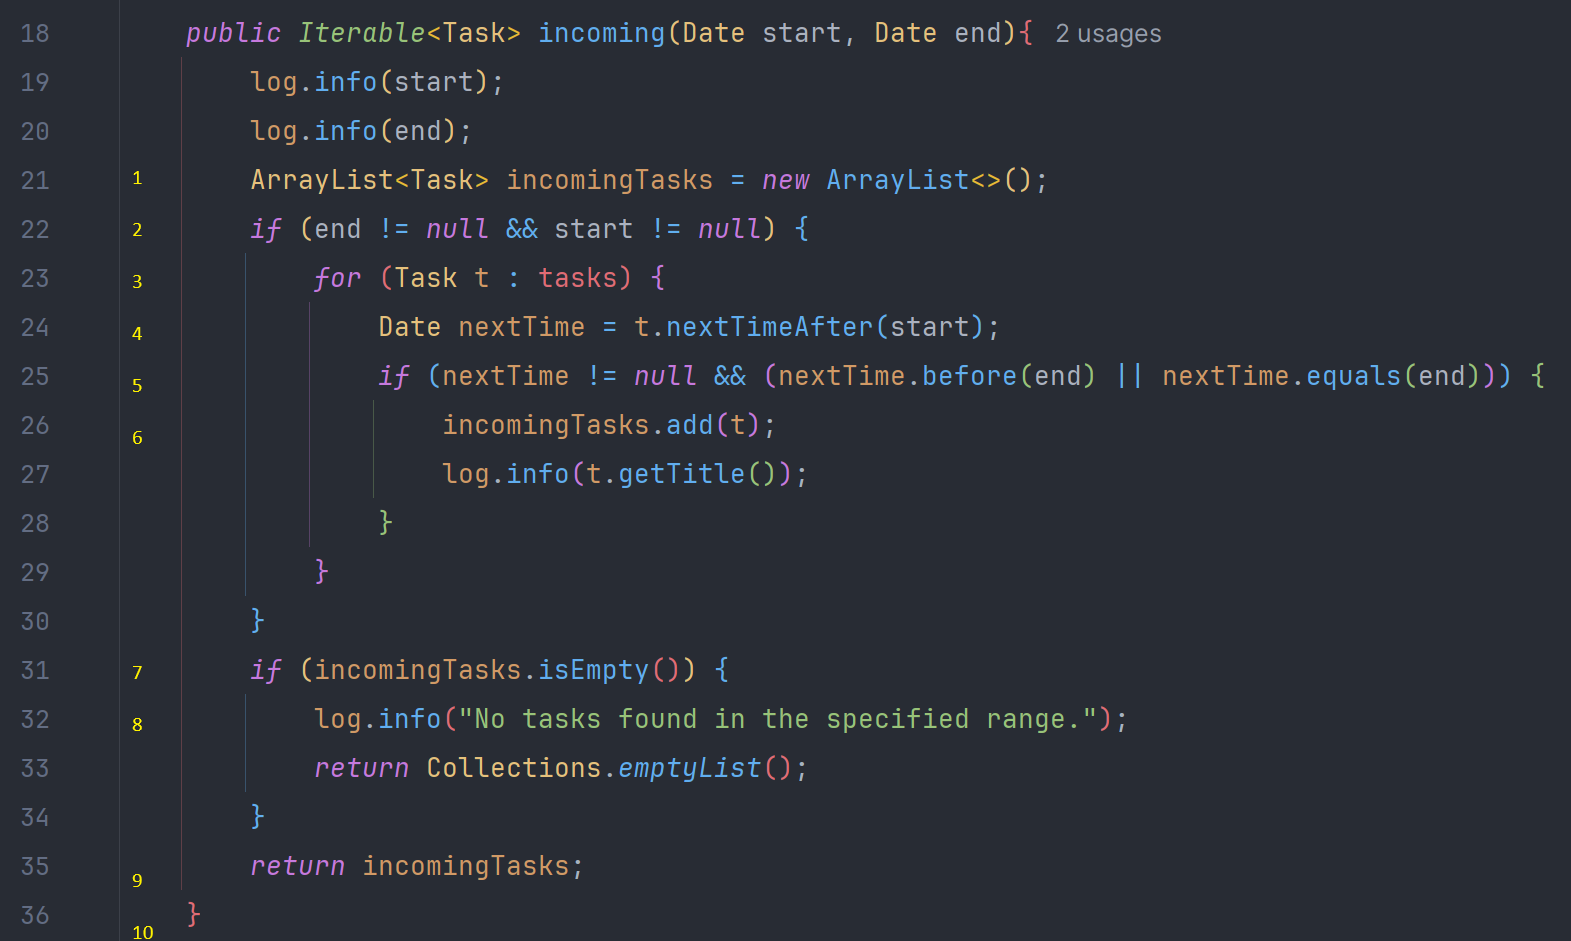 18 public Iterable<Task> incoming(Date start, Date end){ 2 usages
19 log.info(start);
20 log.info(end);
21 1 ArrayList<Task> incomingTasks = new ArrayList<>();
22 2 if (end != null && start != null) {
23 3 for (Task t : tasks) {
24 4 Date nextTime = t.nextTimeAfter(start);
25 5 if (nextTime != null && (nextTime.before(end) || nextTime.equals(end))) {
26 6 incomingTasks.add(t);
27 log.info(t.getTitle());
28 }
29 }
30 }
31 7 if (incomingTasks.isEmpty()) {
32 8 log.info("No tasks found in the specified range.");
33 return Collections.emptyList();
34 }
35 9 return incomingTasks;
36 10 }